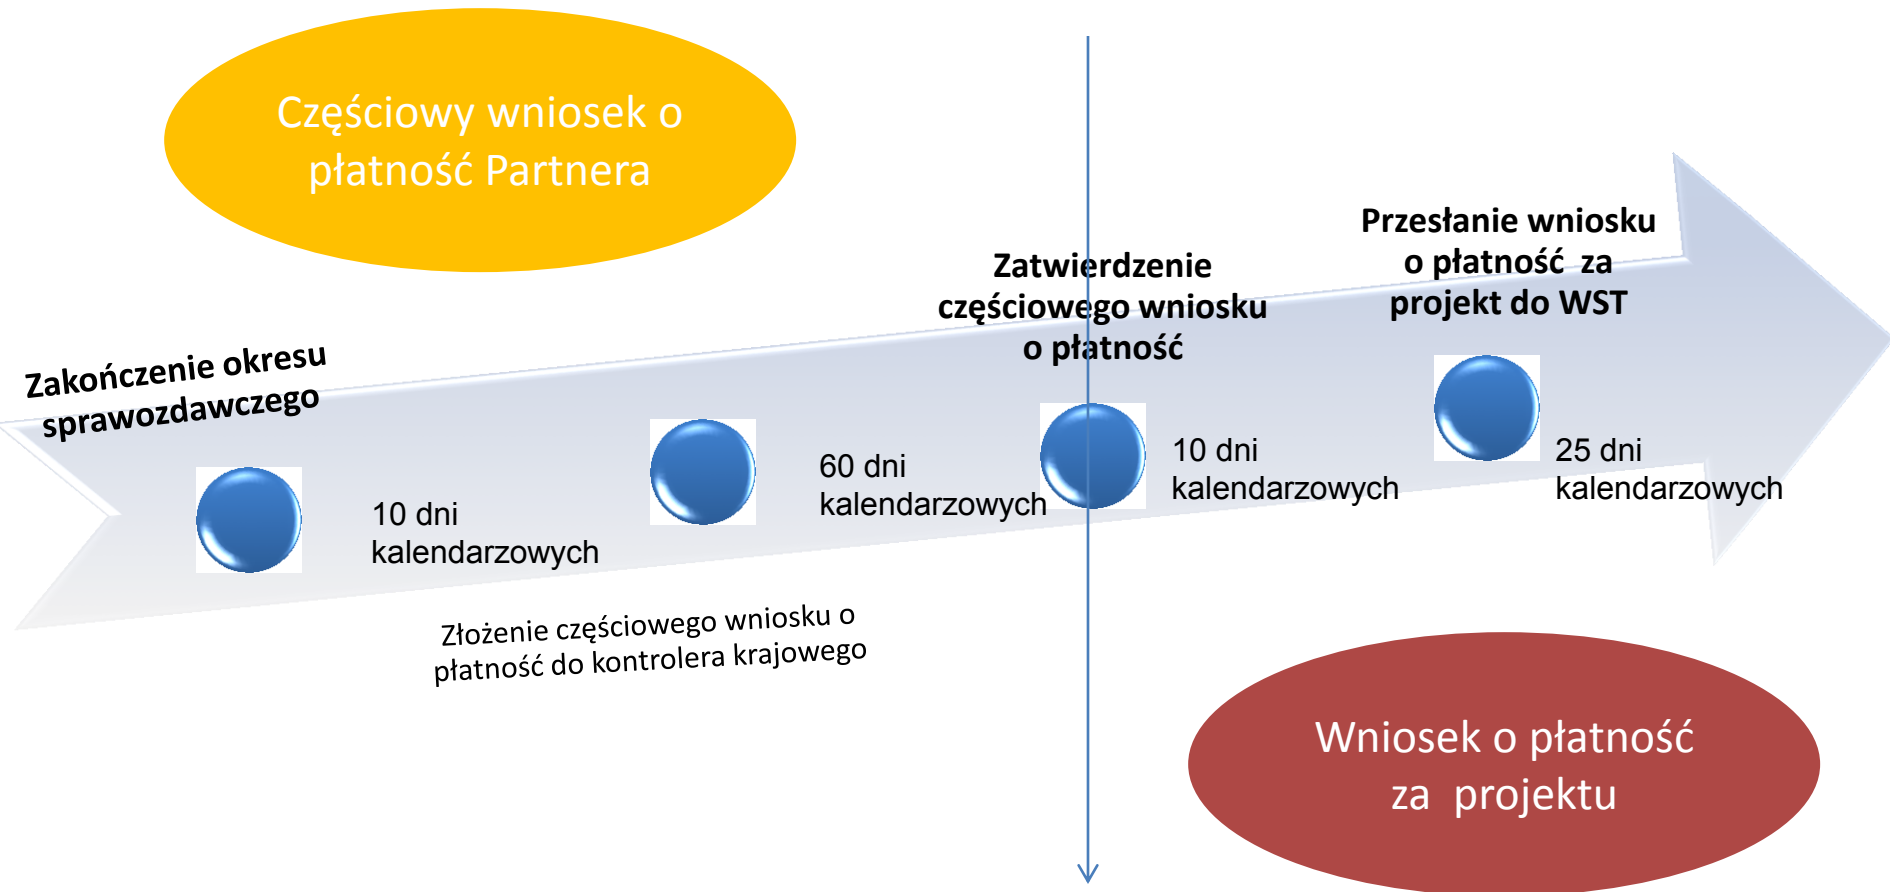 Częściowy wniosek o
płatność Partnera
Zakończenie okresu
sprawozdawczego
10 dni
kalendarzowych
Złożenie częściowego wniosku o
płatność do kontrolera krajowego
60 dni
kalendarzowych
Zatwierdzenie
częściowego wniosku
o płatność
10 dni
kalendarzowych
Przesłanie wniosku
o płatność za
projekt do WST
25 dni
kalendarzowych
Wniosek o płatność
za projektu